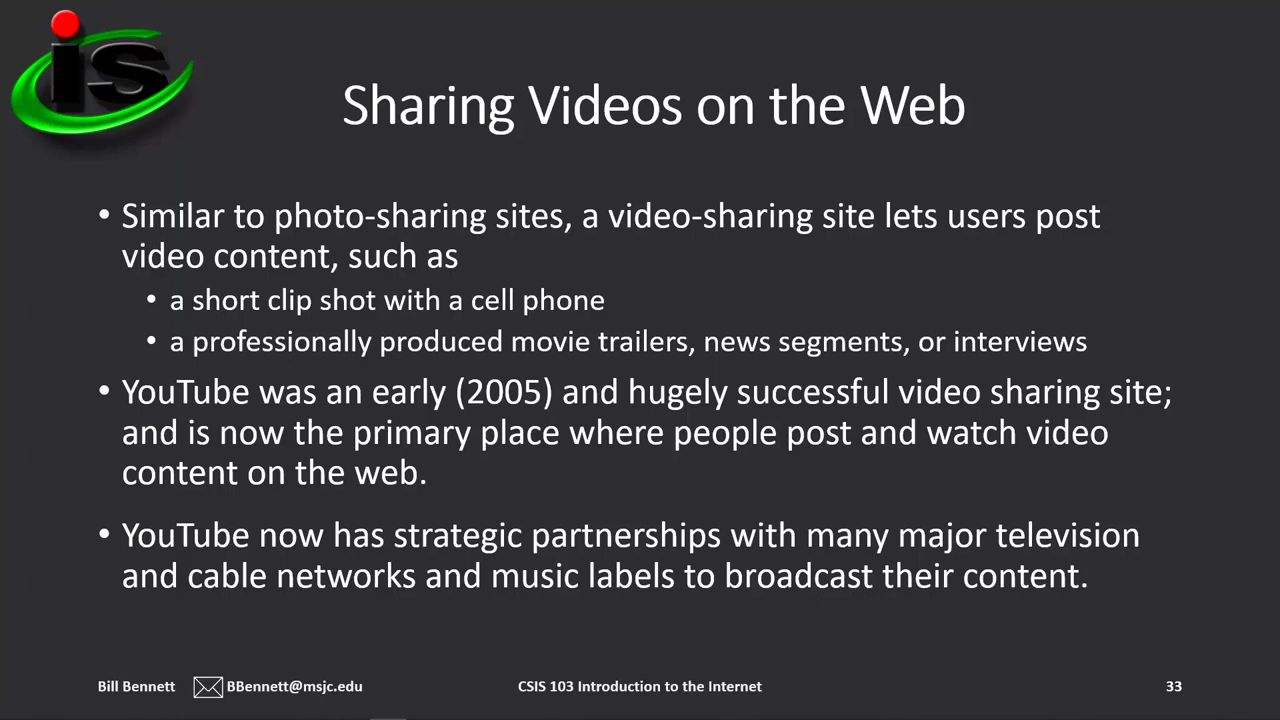 is
Sharing Videos on the Web
• Similar to photo-sharing sites, a video-sharing site lets users post
video content, such as
• a short clip shot with a cell phone
• a professionally produced movie trailers, news segments, or interviews
• YouTube was an early (2005) and hugely successful video sharing site;
and is now the primary place where people post and watch video
content on the web.
• YouTube now has strategic partnerships with many major television
and cable networks and music labels to broadcast their content.
Bill Bennett BBennett@msjc.edu CSIS 103 Introduction to the Internet 33